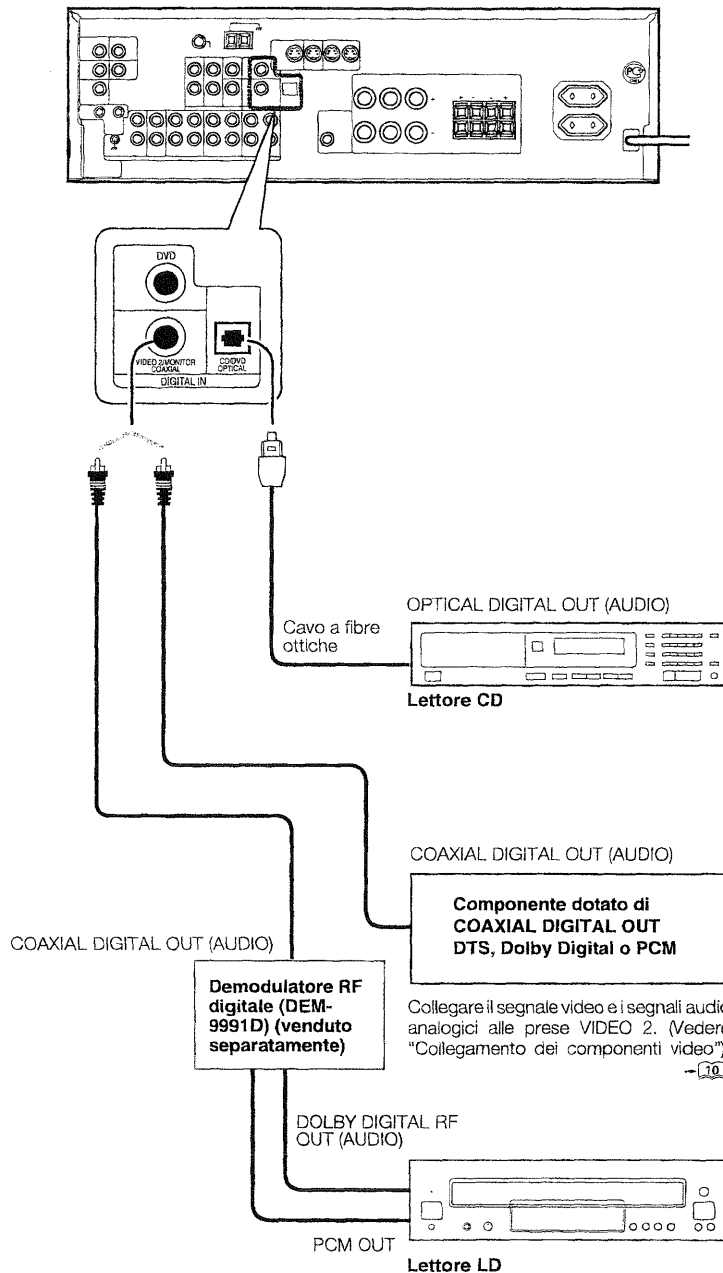 DVD
VIDEO 2/MONITOR
COAXIAL
CD/DVD
OPTICAL
DIGITAL IN
OPTICAL DIGITAL OUT (AUDIO)
Cavo a fibre
ottiche
Lettore CD
COAXIAL DIGITAL OUT (AUDIO)
Componente dotato di
COAXIAL DIGITAL OUT
DTS, Dolby Digital o PCM
COAXIAL DIGITAL OUT (AUDIO)
Demodulatore RF
digitale (DEM-
9991D) (venduto
separatamente)
Collegare il segnale video e i segnali audio
analogici alle prese VIDEO 2. (Vedere
"Collegamento dei componenti video")
10
DOLBY DIGITAL RF
OUT (AUDIO)
PCM OUT
Lettore LD